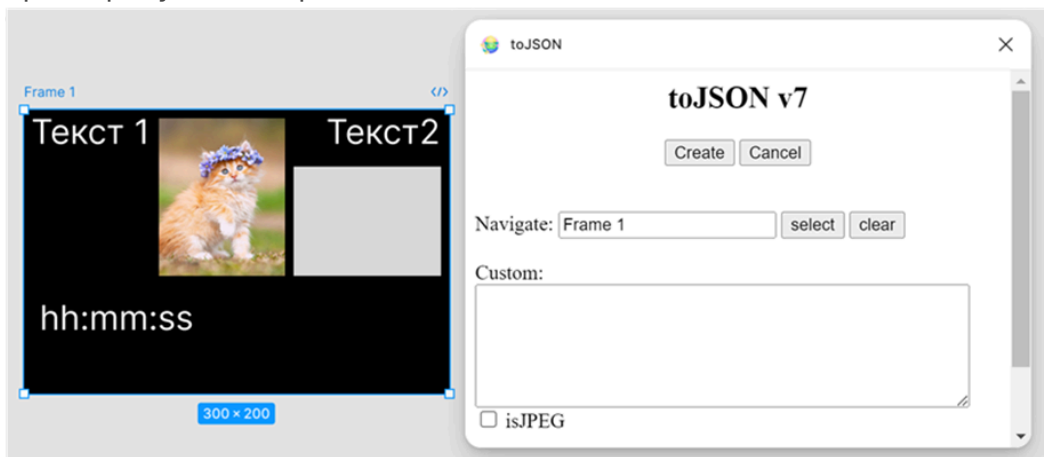 toJSON
Frame 1
Текст 1
Текст2
hh:mm:ss
300 × 200
toJSON v7
Create Cancel
Navigate: Frame 1 select clear
Custom:
isJPEG